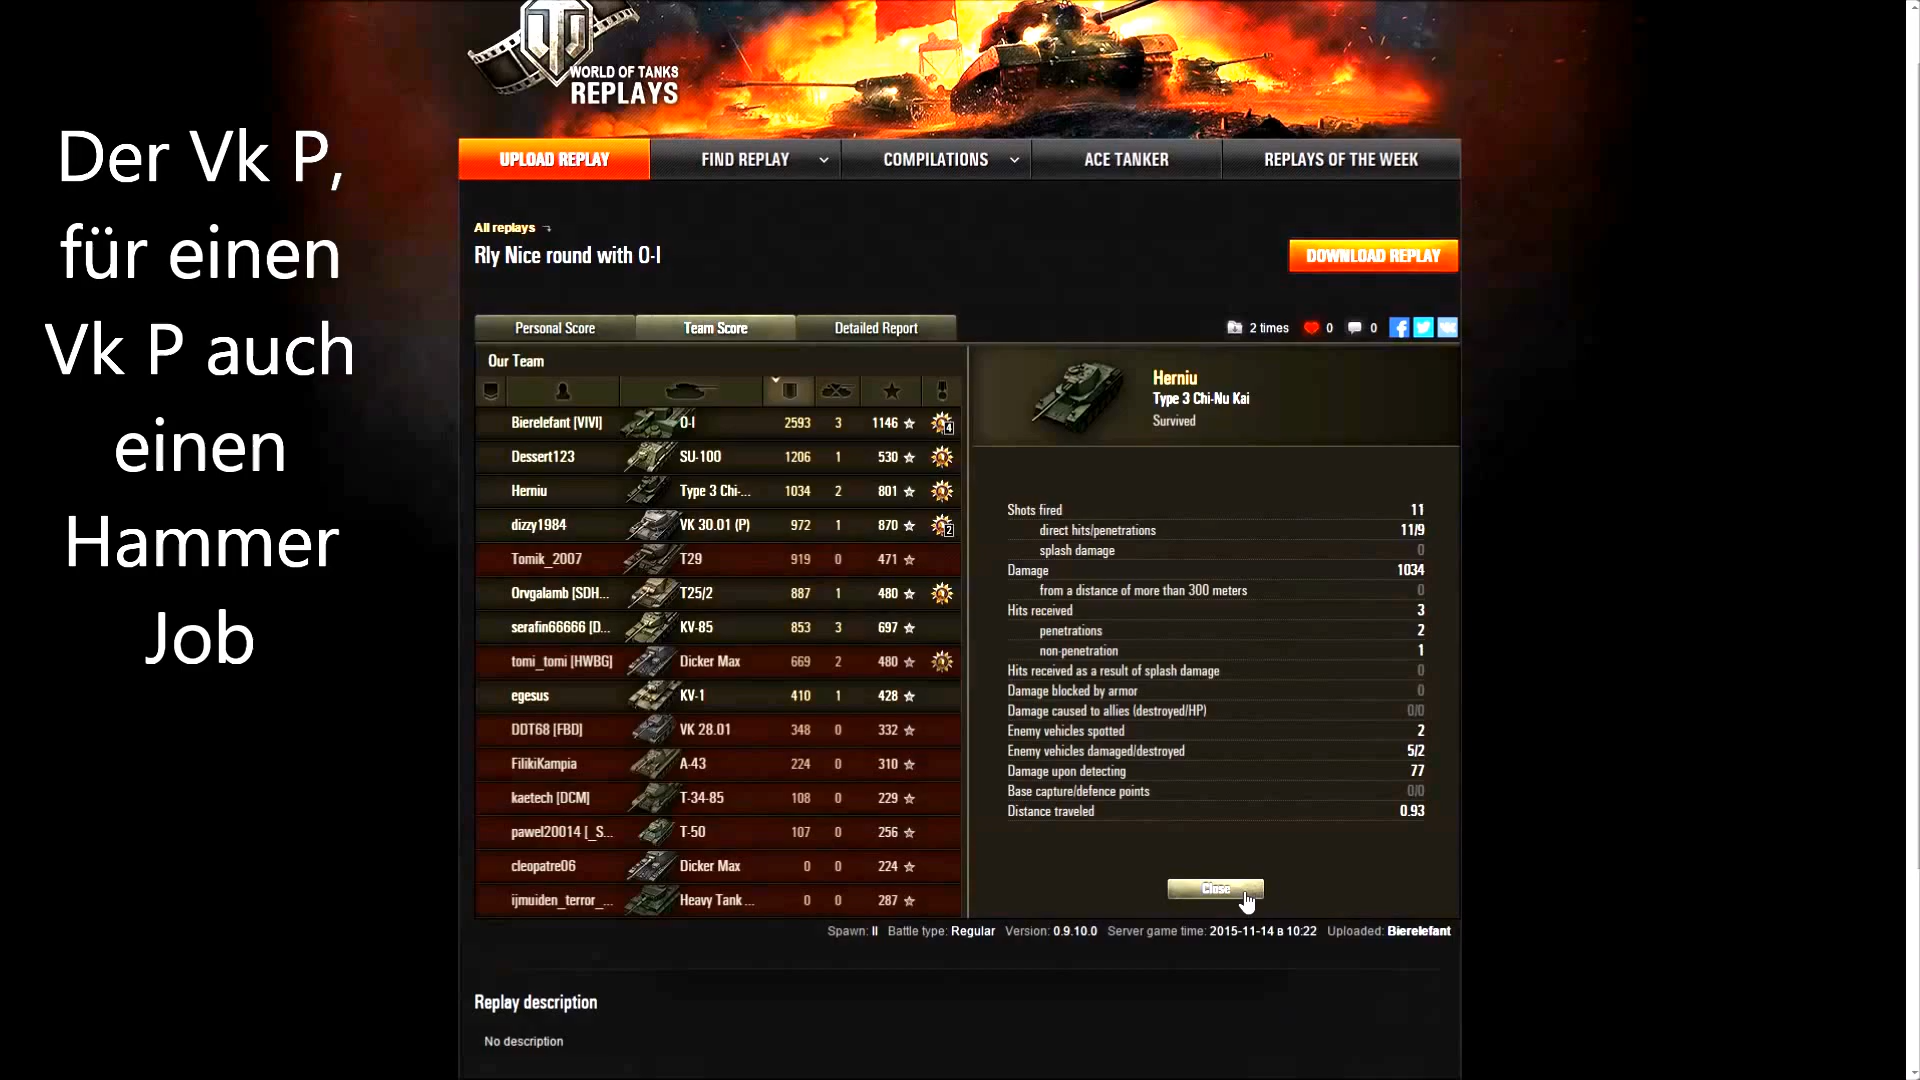 WORLD OF TANKS
REPLAYS
Der Vk P,
für einen
Vk P auch
einen
Hammer
Job
UPLOAD REPLAY FIND REPLAY COMPILATIONS ACE TANKER REPLAYS OF THE WEEK
All replays
Rly Nice round with O-I
DOWNLOAD REPLAY
Personal Score Team Score Detailed Report
2 times 0 0
Our Team
Bierelefant [VIVI] O-I 2593 3 1146 4
Dessert123 SU-100 1206 1 530
Herniu Type 3 Chi-... 1034 2 801
dizzy1984 VK 30.01 (P) 972 1 870 2
Tomik_2007 T29 919 0 471
Orvgalamb [SDH... T25/2 887 1 480
serafin66666 [D... KV-85 853 3 697
tomi_tomi [HWBG] Dicker Max 669 2 480
egesus KV-1 410 1 428
DDT68 [FBD] VK 28.01 348 0 332
FilikiKampia A-43 224 0 310
kaetech [DCM] T-34-85 108 0 229
pawel20014 [_S... T-50 107 0 256
cleopatre06 Dicker Max 0 0 224
ijmuiden_terror_... Heavy Tank ... 0 0 287
Herniu
Type 3 Chi-Nu Kai
Survived
Shots fired 11
direct hits/penetrations 11/9
splash damage 0
Damage 1034
from a distance of more than 300 meters 0
Hits received 3
penetrations 2
non-penetration 1
Hits received as a result of splash damage 0
Damage blocked by armor 0
Damage caused to allies (destroyed/HP) 0/0
Enemy vehicles spotted 2
Enemy vehicles damaged/destroyed 5/2
Damage upon detecting 77
Base capture/defence points 0/0
Distance traveled 0.93
Close
Spawn: II Battle type: Regular Version: 0.9.10.0 Server game time: 2015-11-14 в 10:22 Uploaded: Bierelefant
Replay description
No description